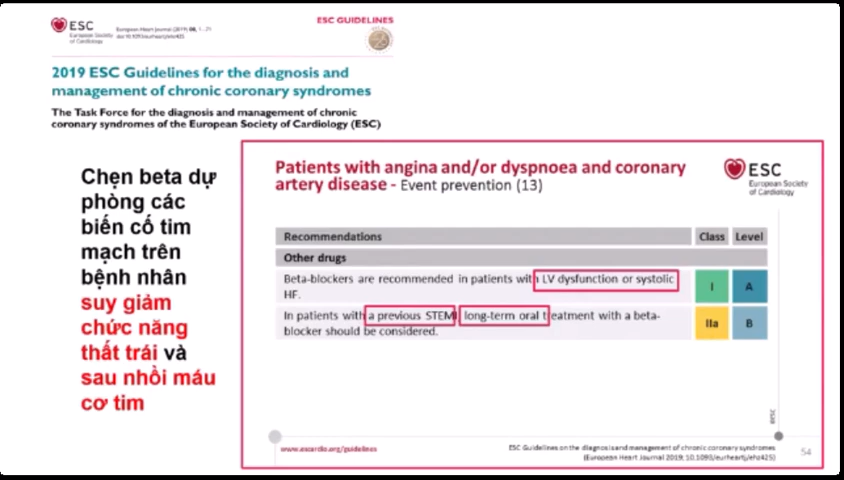 ESC
European Society
of Cardiology
European Heart Journal (2019) 00, 1–71
doi:10.1093/eurheartj/ehz425
ESC GUIDELINES
2019 ESC Guidelines for the diagnosis and
management of chronic coronary syndromes
The Task Force for the diagnosis and management of chronic
coronary syndromes of the European Society of Cardiology (ESC)
Chẹn beta dự
phòng các
biến cố tim
mạch trên
bệnh nhân
suy giảm
chức năng
thất trái và
sau nhồi máu
cơ tim
Patients with angina and/or dyspnoea and coronary
artery disease - Event prevention (13)
ESC
European Society
of Cardiology
Recommendations Class Level
Other drugs
Beta-blockers are recommended in patients with LV dysfunction or systolic
HF.
I A
In patients with a previous STEMI long-term oral treatment with a beta-
blocker should be considered.
IIa B
ESC
www.escardio.org/guidelines
ESC Guidelines on the diagnosis and management of chronic coronary syndromes
(European Heart Journal 2019; 10.1093/eurheartj/ehz425)
54